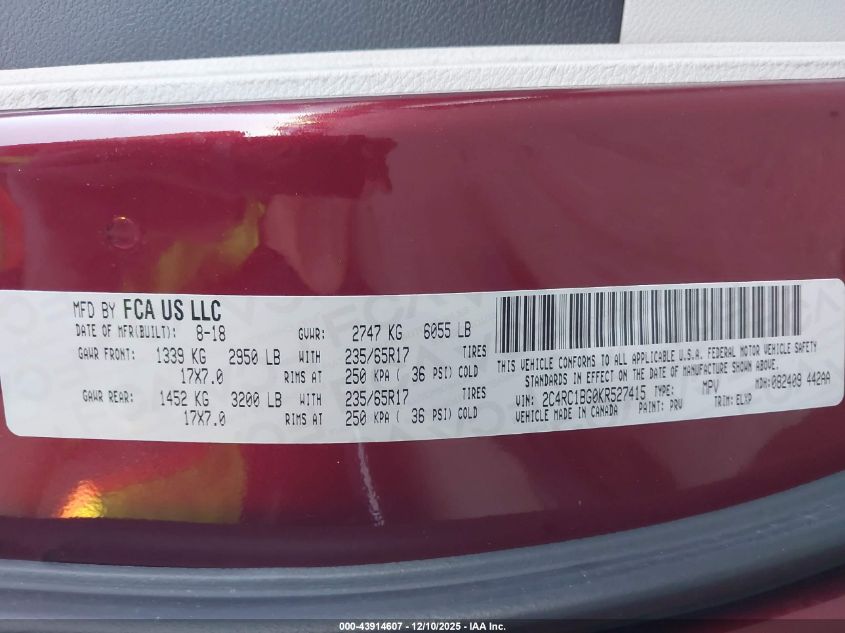 MFD BY FCA US LLC
DATE OF MFR(BUILT): 8-18 GVWR: 2747 KG 6055 LB
GAWR FRONT: 1339 KG 2950 LB WITH 235/65R17 TIRES
17X7.0 RIMS AT 250 KPA ( 36 PSI) COLD
GAWR REAR: 1452 KG 3200 LB WITH 235/65R17 TIRES
17X7.0 RIMS AT 250 KPA ( 36 PSI) COLD
THIS VEHICLE CONFORMS TO ALL APPLICABLE U.S.A. FEDERAL MOTOR VEHICLE SAFETY
STANDARDS IN EFFECT ON THE DATE OF MANUFACTURE SHOWN ABOVE.
VIN: 2C4RC1BG0KR527415 TYPE: MPV MDH: 082409 442AA
VEHICLE MADE IN CANADA PAINT: PRV TRIM: ELXP
000-43914607 - 12/10/2025 - IAA Inc.